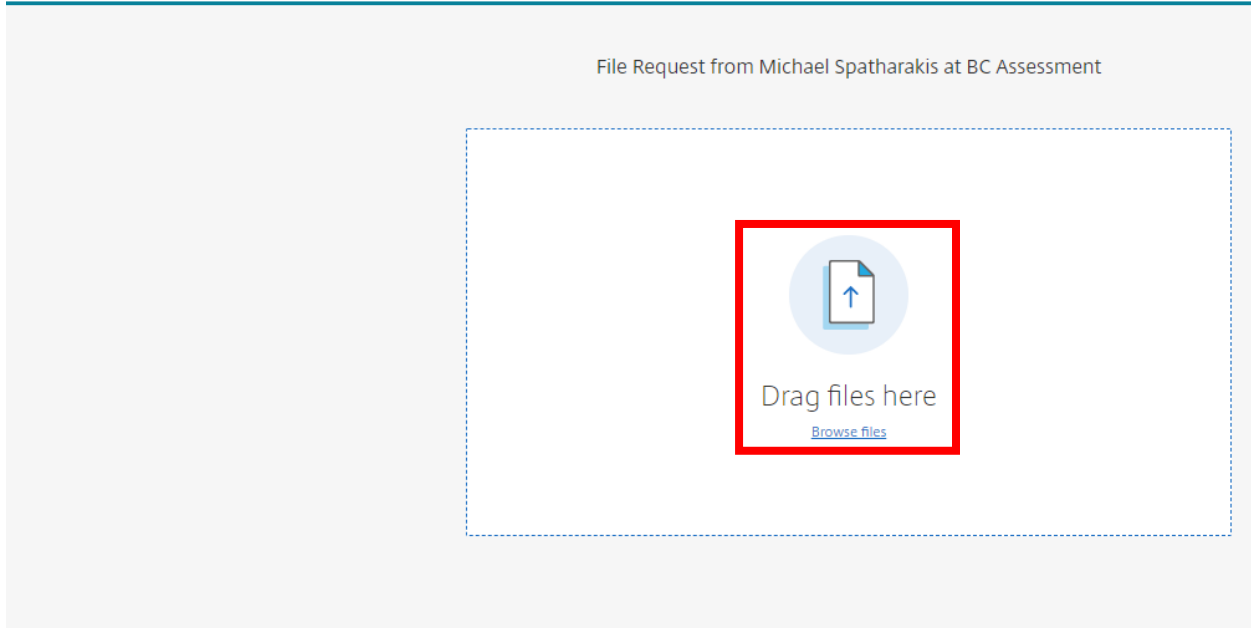 File Request from Michael Spatharakis at BC Assessment
Drag files here
Browse files